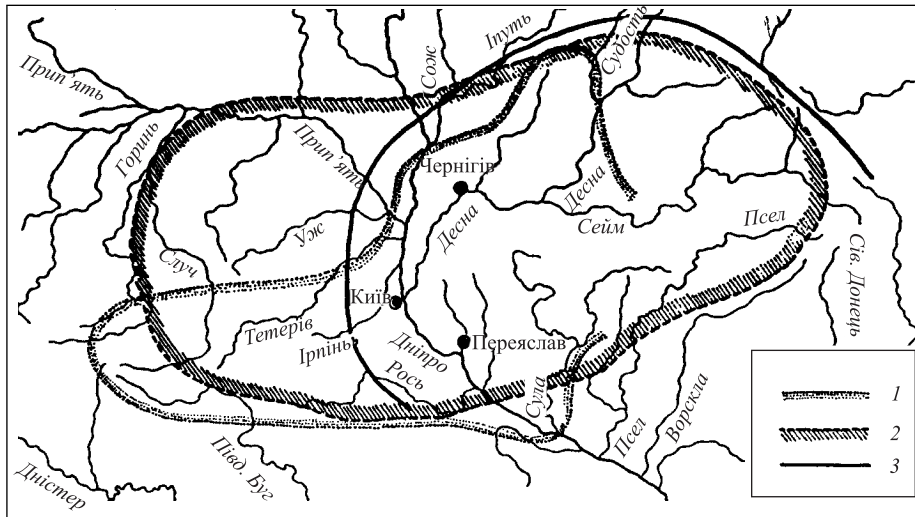 Прип’ять
Горинь
Случ
Уж
Прип’ять
Сож
Іпуть
Судость
Чернігів
Десна
Десна
Сейм
Псел
Сів. Донець
Київ
Тетерів
Ірпінь
Дніпро
Переяслав
Рось
Сула
Псел
Ворскла
Півд. Буг
Дністер
1
2
3